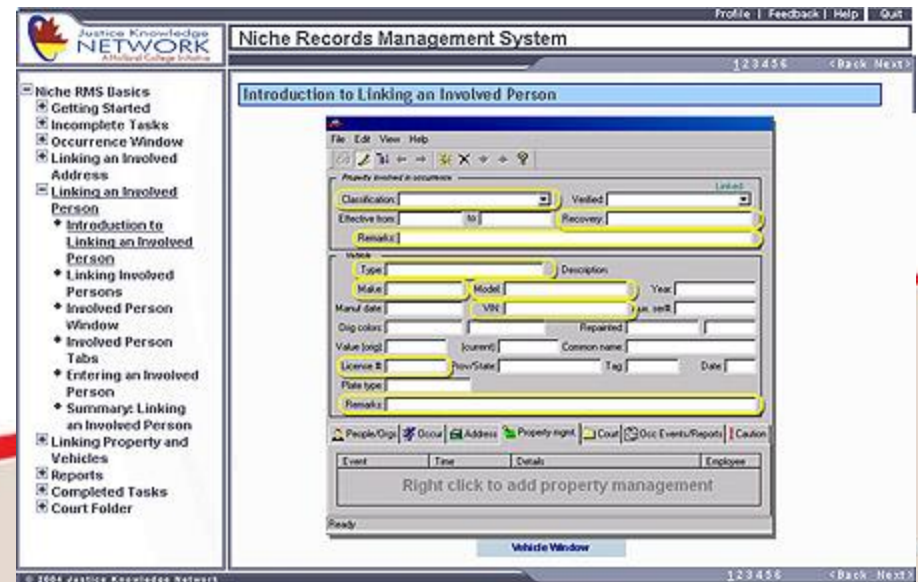 Profile | Feedback | Help | Quit
Justice Knowledge
NETWORK
A Holland College Initiative
Niche Records Management System
1 2 3 4 5 6 <Back Next>
Niche RMS Basics
Getting Started
Incomplete Tasks
Occurrence Window
Linking an Involved
Address
Linking an Involved
Person
Introduction to
Linking an Involved
Person
Linking Involved
Persons
Involved Person
Window
Involved Person
Tabs
Entering an Involved
Person
Summary: Linking
an Involved Person
Linking Property and
Vehicles
Reports
Completed Tasks
Court Folder
Introduction to Linking an Involved Person
File Edit View Help
Property involved in occurrence
Linked
Classification: Verified:
Effective from: to: Recovery:
Remarks:
Vehicle
Type: Description:
Make: Model: Year:
Manuf date: VIN: ser#:
Orig colors: Repainted:
Value (orig): (current): Common name:
License #: Prov/State: Tag: Date:
Plate type:
Remarks:
People/Orgs Occur Address Property mgmt Court Occ Events/Reports Caution
Event Time Details Employee
Right click to add property management
Ready
Vehicle Window
© 2004 Justice Knowledge Network
1 2 3 4 5 6 <Back Next>